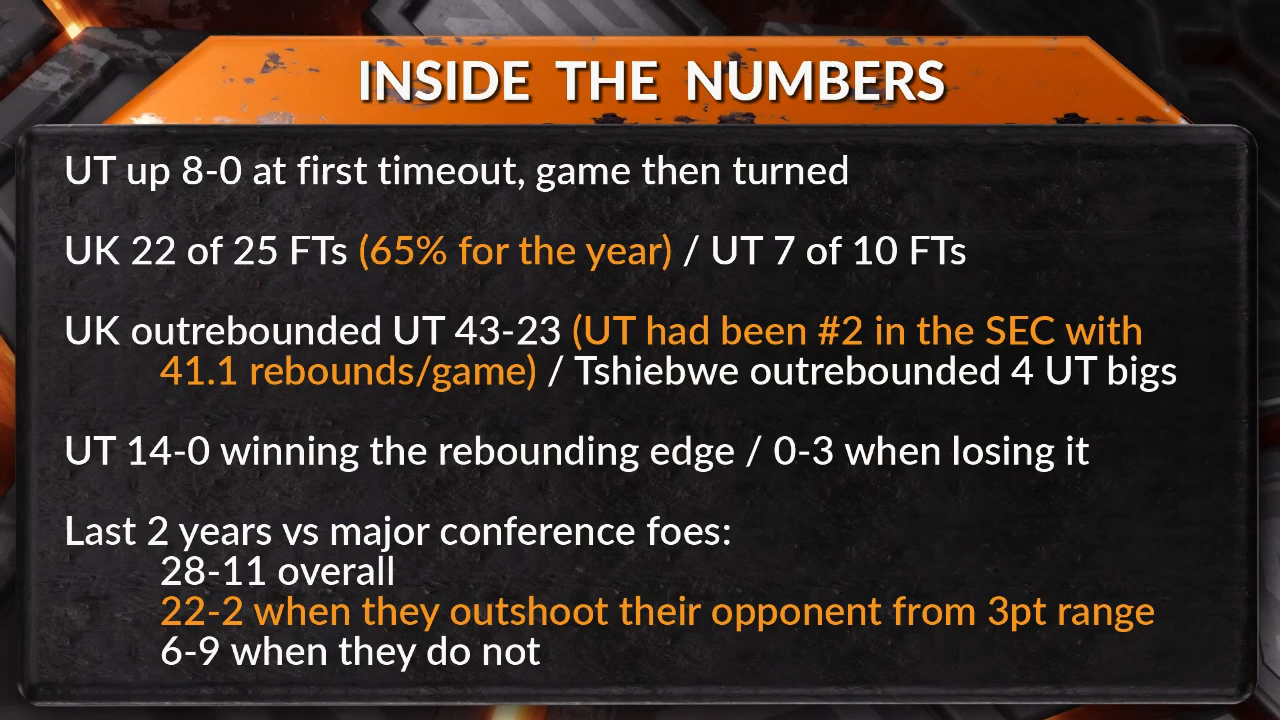 INSIDE THE NUMBERS
UT up 8-0 at first timeout, game then turned
UK 22 of 25 FTs (65% for the year) / UT 7 of 10 FTs
UK outrebounded UT 43-23 (UT had been #2 in the SEC with
41.1 rebounds/game) / Tshiebwe outrebounded 4 UT bigs
UT 14-0 winning the rebounding edge / 0-3 when losing it
Last 2 years vs major conference foes:
28-11 overall
22-2 when they outshoot their opponent from 3pt range
6-9 when they do not